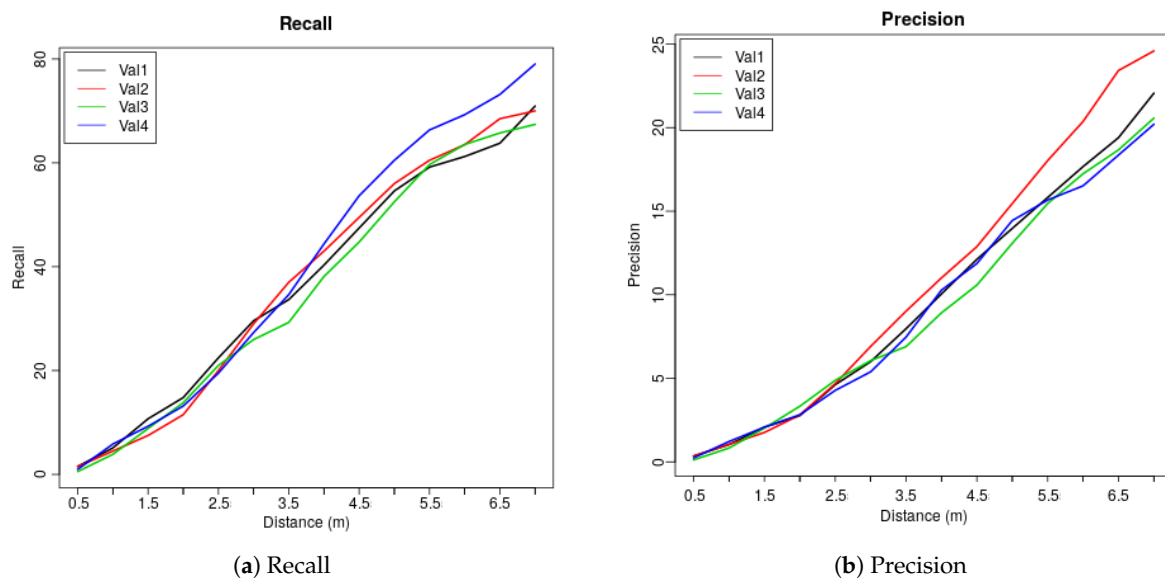 Recall
Val1
Val2
Val3
Val4
80
60
40
20
0
Recall
0.5 1.5 2.5 3.5 4.5 5.5 6.5
Distance (m)
(a) Recall
Precision
Val1
Val2
Val3
Val4
25
20
15
10
5
0
Precision
0.5 1.5 2.5 3.5 4.5 5.5 6.5
Distance (m)
(b) Precision